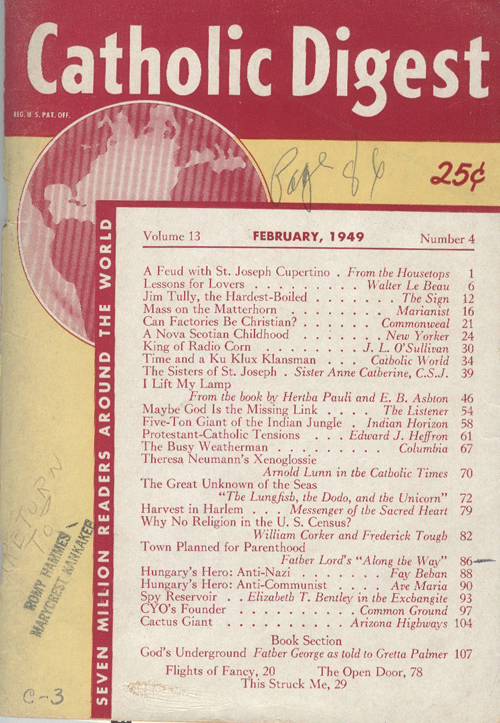 Catholic Digest
REG. U. S. PAT. OFF.
Page 86
25¢
SEVEN MILLION READERS AROUND THE WORLD
Volume 13 FEBRUARY, 1949 Number 4
A Feud with St. Joseph Cupertino . From the Housetops 1
Lessons for Lovers . . . . . . . . . Walter Le Beau 6
Jim Tully, the Hardest-Boiled . . . . . . . The Sign 12
Mass on the Matterhorn . . . . . . . . Marianist 16
Can Factories Be Christian? . . . . . . Commonweal 21
A Nova Scotian Childhood . . . . . . New Yorker 24
King of Radio Corn . . . . . . . . J. L. O'Sullivan 30
Time and a Ku Klux Klansman . . . Catholic World 34
The Sisters of St. Joseph . Sister Anne Catherine, C.S.J. 39
I Lift My Lamp
From the book by Hertha Pauli and E. B. Ashton 46
Maybe God Is the Missing Link . . . . The Listener 54
Five-Ton Giant of the Indian Jungle . Indian Horizon 58
Protestant-Catholic Tensions . . . Edward J. Heffron 61
The Busy Weatherman . . . . . . . . Columbia 67
Theresa Neumann's Xenoglossie
Arnold Lunn in the Catholic Times 70
The Great Unknown of the Seas
"The Lungfish, the Dodo, and the Unicorn" 72
Harvest in Harlem . . . Messenger of the Sacred Heart 79
Why No Religion in the U. S. Census?
William Corker and Frederick Tough 82
Town Planned for Parenthood
Father Lord's "Along the Way" 86
Hungary's Hero: Anti-Nazi . . . . . . Fay Behan 88
Hungary's Hero: Anti-Communist . . . Ave Maria 90
Spy Reservoir . . Elizabeth T. Bentley in the Exchangite 93
CYO's Founder . . . . . . . . Common Ground 97
Cactus Giant . . . . . . . . . Arizona Highways 104
Book Section
God's Underground Father George as told to Gretta Palmer 107
Flights of Fancy, 20 The Open Door, 78
This Struck Me, 29
RETURN
TO
ROMY HAMMES
MARYCREST KANKAKEE
C-3